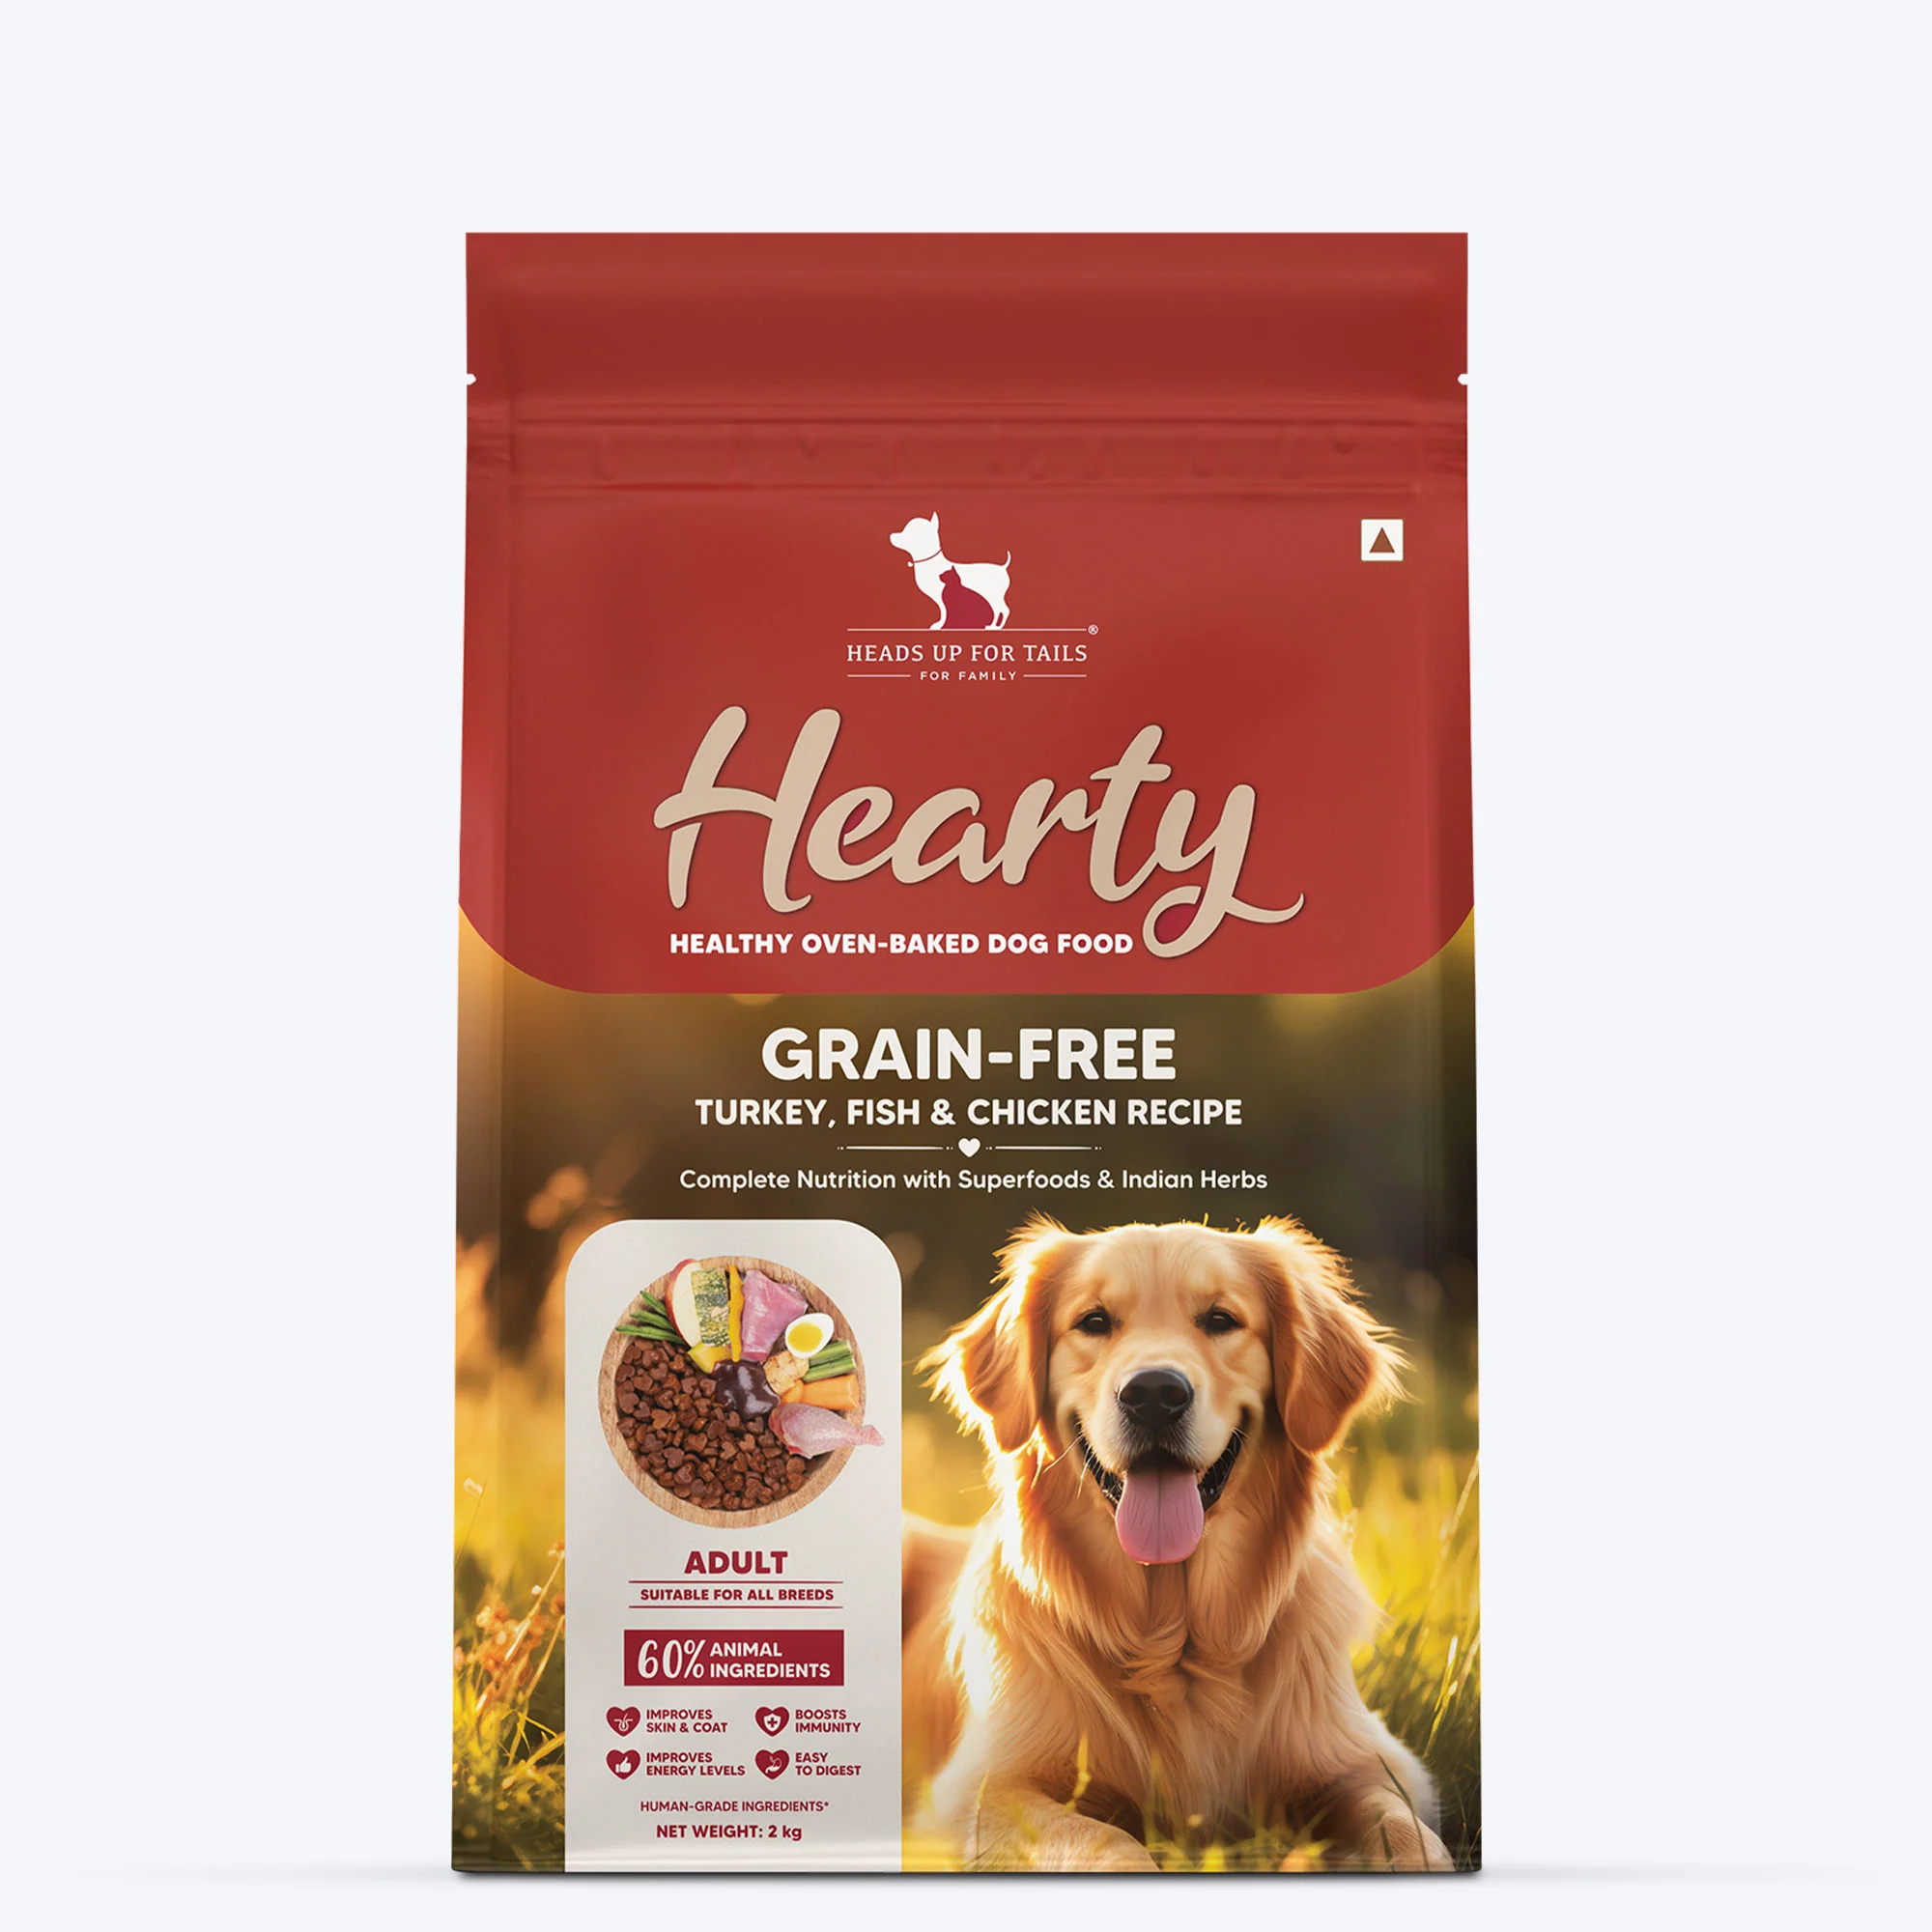 HEADS UP FOR TAILS ®
FOR FAMILY
Hearty
HEALTHY OVEN-BAKED DOG FOOD
GRAIN-FREE
TURKEY, FISH & CHICKEN RECIPE
Complete Nutrition with Superfoods & Indian Herbs
ADULT
SUITABLE FOR ALL BREEDS
60% ANIMAL
INGREDIENTS
IMPROVES
SKIN & COAT
BOOSTS
IMMUNITY
IMPROVES
ENERGY LEVELS
EASY
TO DIGEST
HUMAN-GRADE INGREDIENTS*
NET WEIGHT: 2 kg